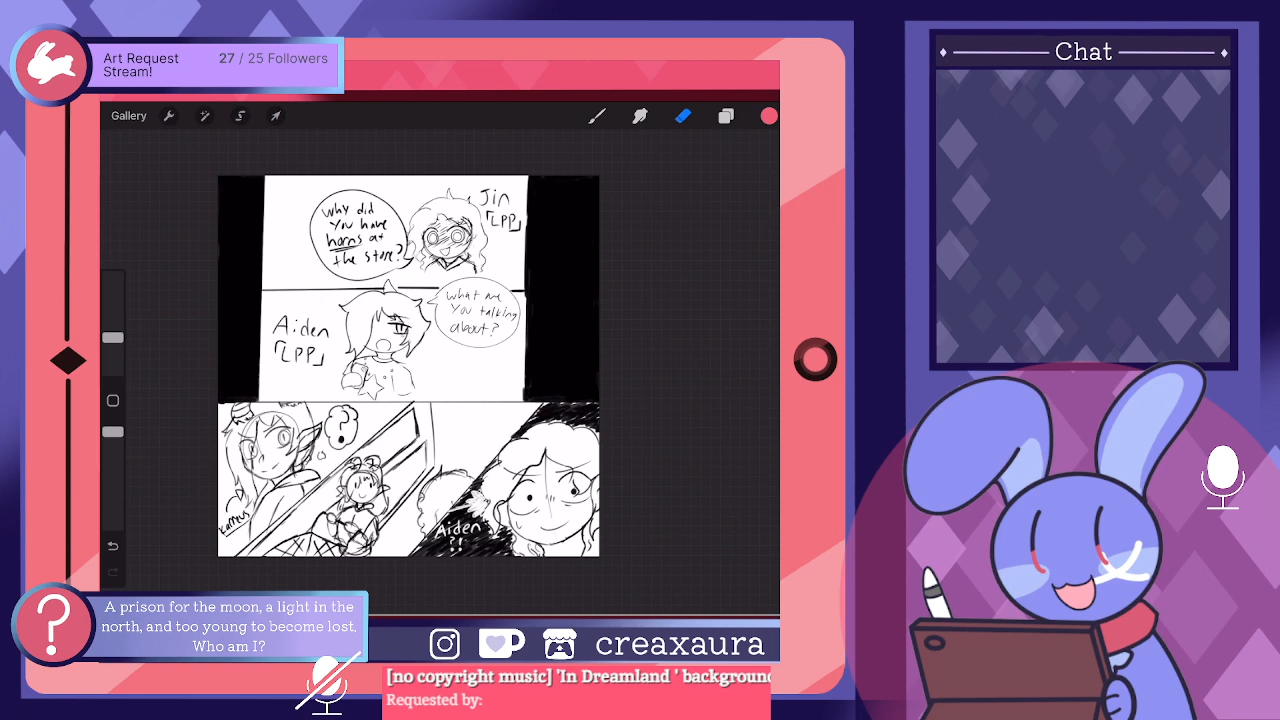 Art Request
Stream!
27 / 25 Followers
Chat
Gallery
Why did
You have
horns at
the store?
Jin
「LPP」
What are
You talking
about?
Aiden
「LPP」
?
Aiden
?!
?
A prison for the moon, a light in the
north, and too young to become lost.
Who am I?
creaxaura
[no copyright music] 'In Dreamland ' background
Requested by: